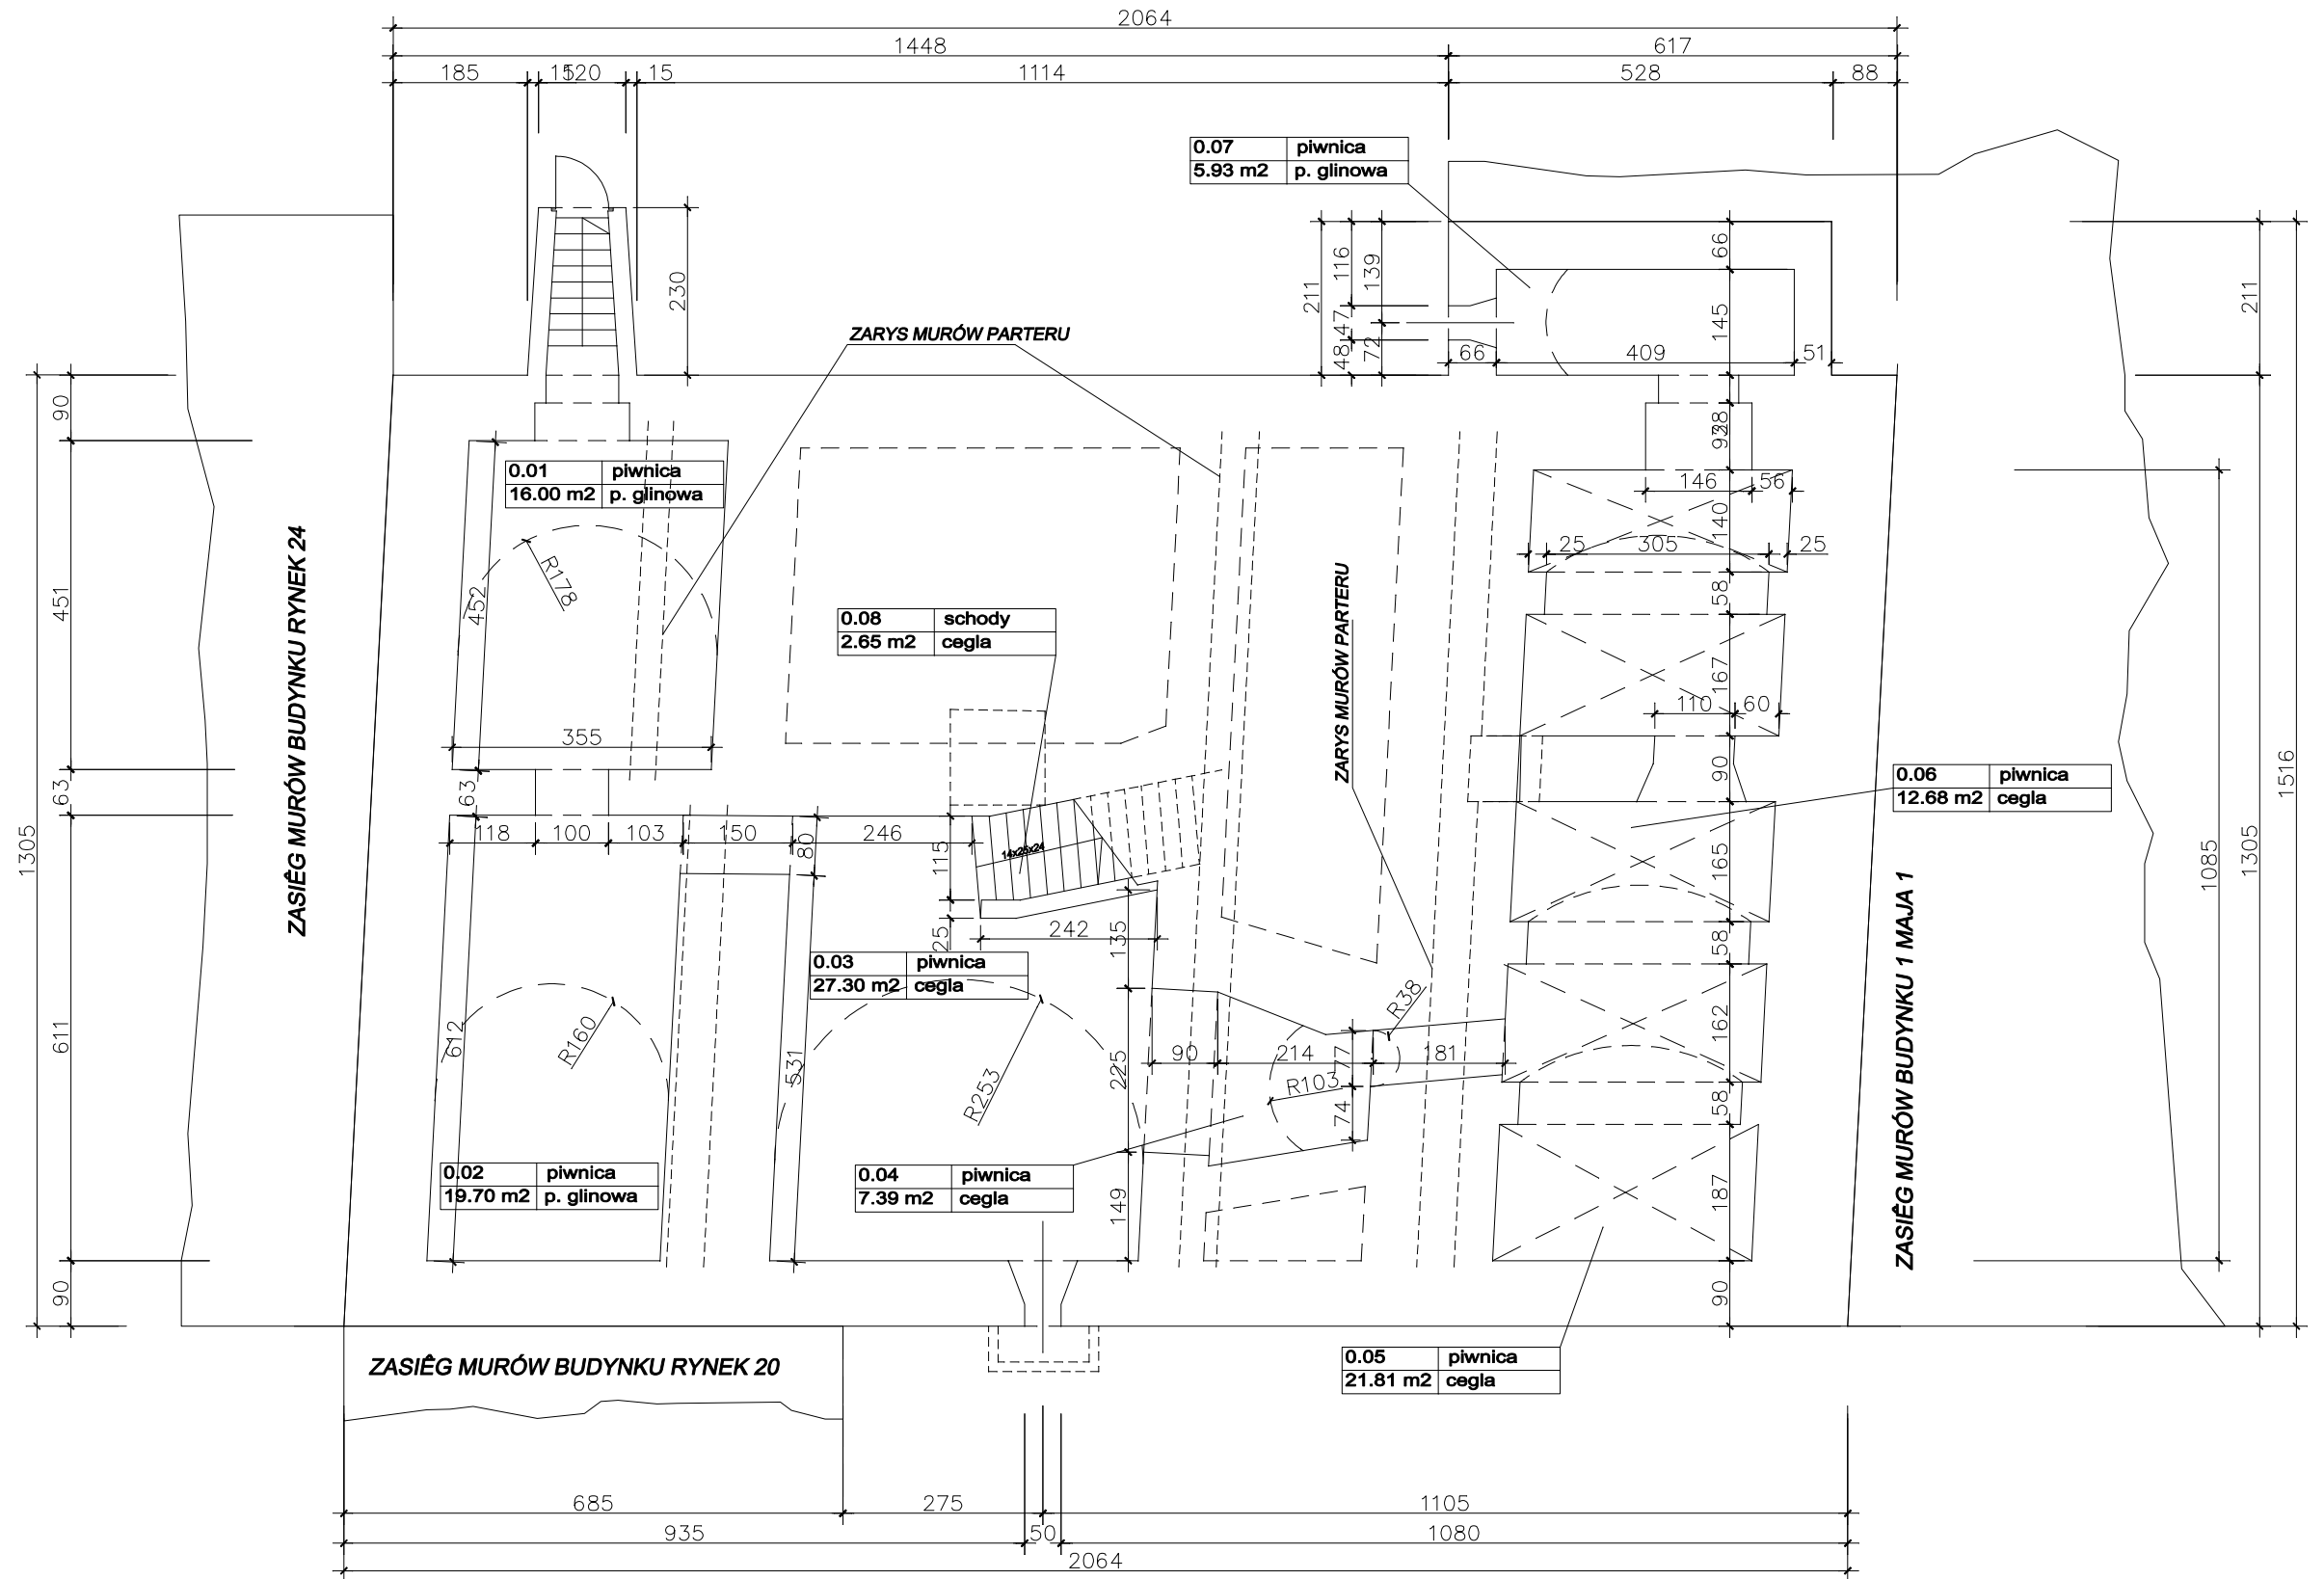 2064
1448 617
185 15 120 15 1114 528 88
0.07 piwnica
5.93 m2 p. glinowa
230
211
116
139
47
48
72
66
145
66 409 51
211
ZARYS MURÓW PARTERU
90
451
63
611
90
1305
ZASIÊG MURÓW BUDYNKU RYNEK 24
0.01 piwnica
16.00 m2 p. glinowa
R178
452
355
63
28
93
146 56
140
25 305 25
58
167
110 60
90
165
58
162
58
187
90
0.08 schody
2.65 m2 cegla
ZARYS MURÓW PARTERU
0.06 piwnica
12.68 m2 cegla
1516
1305
1085
118 100 103 150 246
80
115
14x25x24
25
242
135
0.03 piwnica
27.30 m2 cegla
ZASIÊG MURÓW BUDYNKU 1 MAJA 1
612
R160
531
R253
225
90 214 181
77
R38
R103
74
149
0.02 piwnica
19.70 m2 p. glinowa
0.04 piwnica
7.39 m2 cegla
0.05 piwnica
21.81 m2 cegla
ZASIÊG MURÓW BUDYNKU RYNEK 20
685 275 1105
935 50 1080
2064